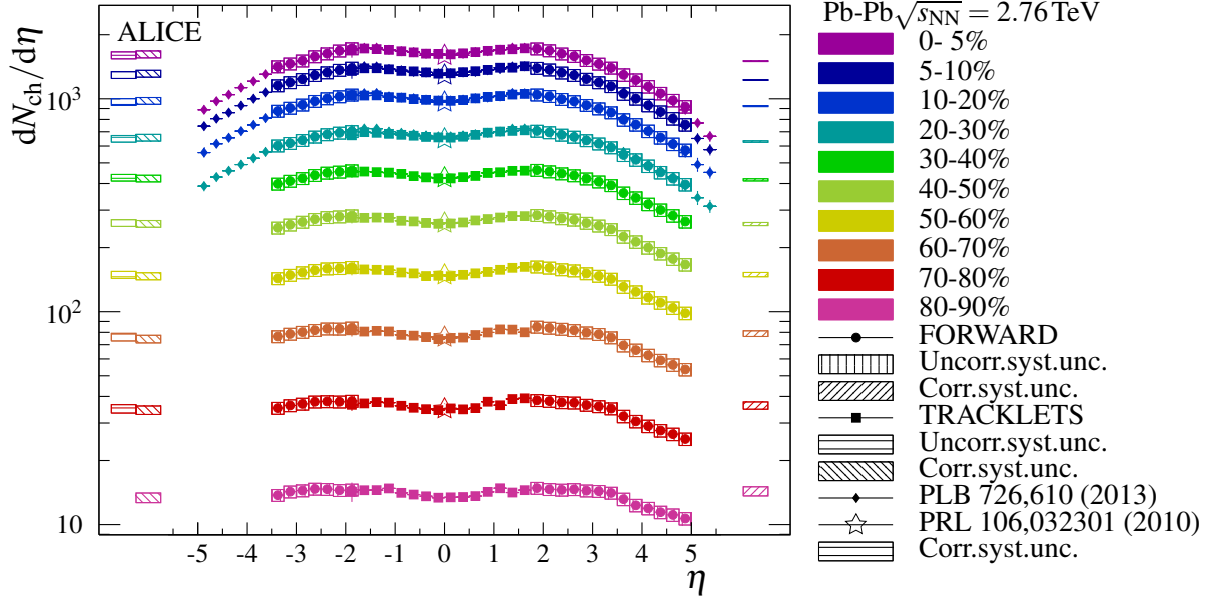 ALICE
dN_ch/dη
10³
10²
10
-5 -4 -3 -2 -1 0 1 2 3 4 5
η
Pb-Pb √s_NN = 2.76 TeV
0- 5%
5-10%
10-20%
20-30%
30-40%
40-50%
50-60%
60-70%
70-80%
80-90%
FORWARD
Uncorr.syst.unc.
Corr.syst.unc.
TRACKLETS
Uncorr.syst.unc.
Corr.syst.unc.
PLB 726,610 (2013)
PRL 106,032301 (2010)
Corr.syst.unc.